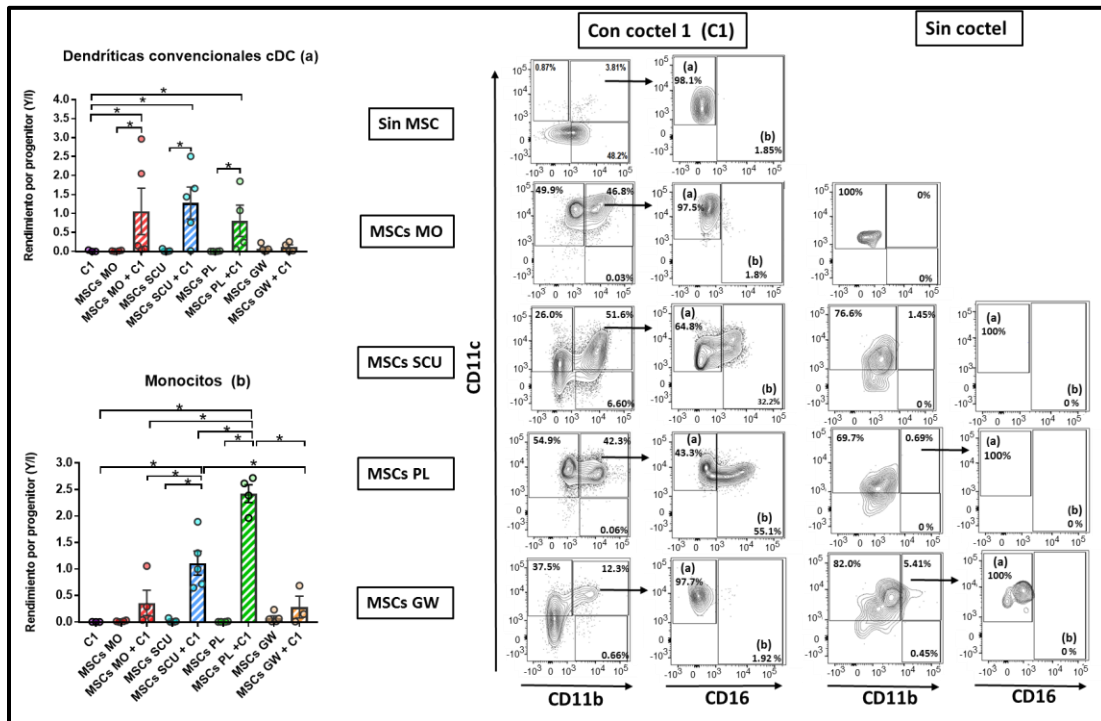 Dendríticas convencionales cDC (a)
Rendimiento por progenitor (Y/I)
4.0
3.5
3.0
2.5
2.0
1.5
1.0
0.5
0.0
*
*
*
*
*
*
C1
MSCs MO
MSCs MO + C1
MSCs SCU
MSCs SCU + C1
MSCs PL
MSCs PL +C1
MSCs GW
MSCs GW + C1
Monocitos (b)
Rendimiento por progenitor (Y/I)
3.0
2.5
2.0
1.5
1.0
0.5
0.0
*
*
*
*
*
*
*
*
*
C1
MSCs MO
MSCs MO + C1
MSCs SCU
MSCs SCU + C1
MSCs PL
MSCs PL +C1
MSCs GW
MSCs GW + C1
Con coctel 1 (C1)
Sin coctel
Sin MSC
0.87%
3.81%
48.2%
(a)
98.1%
(b)
1.85%
MSCs MO
49.9%
46.8%
0.03%
(a)
97.5%
(b)
1.8%
100%
0%
0%
MSCs SCU
26.0%
51.6%
6.60%
(a)
64.8%
(b)
32.2%
76.6%
1.45%
0 %
(a)
100%
(b)
0 %
MSCs PL
54.9%
42.3%
0.06%
(a)
43.3%
(b)
55.1%
69.7%
0.69%
0 %
(a)
100%
(b)
0 %
MSCs GW
37.5%
12.3%
0.66%
(a)
97.7%
(b)
1.92 %
82.0%
5.41%
0.45%
(a)
100%
(b)
0 %
CD11c
CD11b
CD16
CD11b
CD16